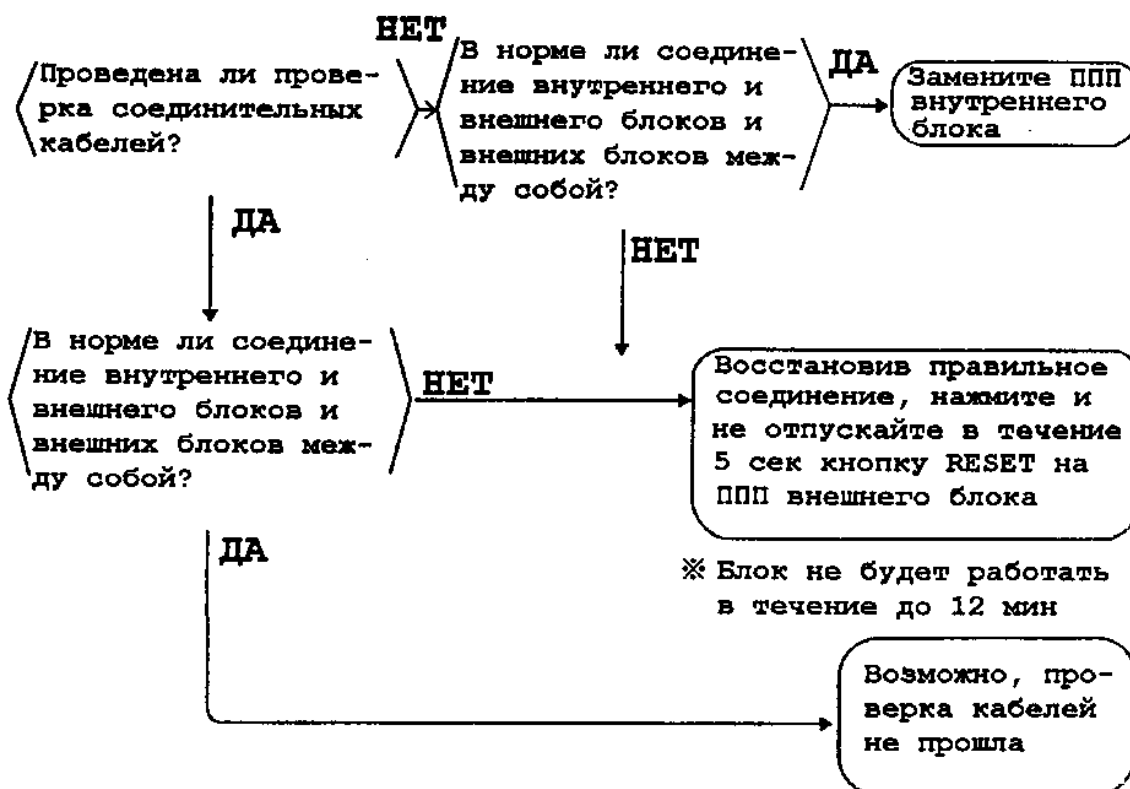 НЕТ
Проведена ли прове-
рка соединительных
кабелей?
В норме ли соедине-
ние внутреннего и
внешнего блоков и
внешних блоков меж-
ду собой?
ДА
Замените ППП
внутреннего
блока
ДА
НЕТ
В норме ли соедине-
ние внутреннего и
внешнего блоков и
внешних блоков меж-
ду собой?
НЕТ
Восстановив правильное
соединение, нажмите и
не отпускайте в течение
5 сек кнопку RESET на
ППП внешнего блока
ДА
※ Блок не будет работать
в течение до 12 мин
Возможно, про-
верка кабелей
не прошла